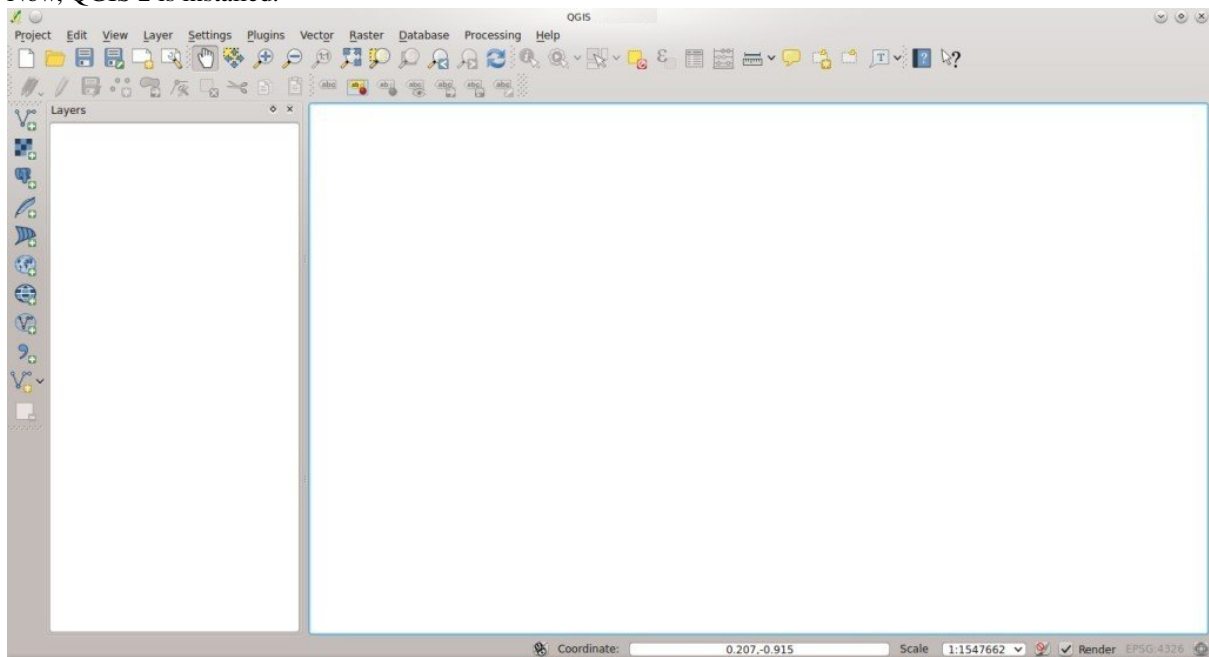 Now, QGIS 2 is installed.
QGIS
Project Edit View Layer Settings Plugins Vector Raster Database Processing Help
Layers
Coordinate: 0.207,-0.915 Scale 1:1547662 Render EPSG:4326